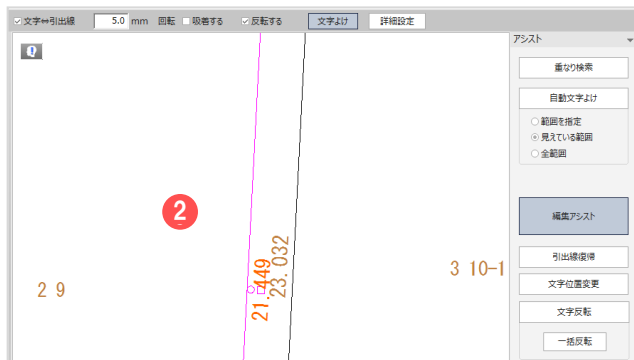 文字⇔引出線 5.0 mm 回転 吸着する 反転する 文字よけ 詳細設定
アシスト
重なり検索
自動文字よけ
範囲を指定
見えている範囲
全範囲
編集アシスト
引出線復帰
文字位置変更
文字反転
一括反転
2
2 9
21.449
23.032
3 10-1